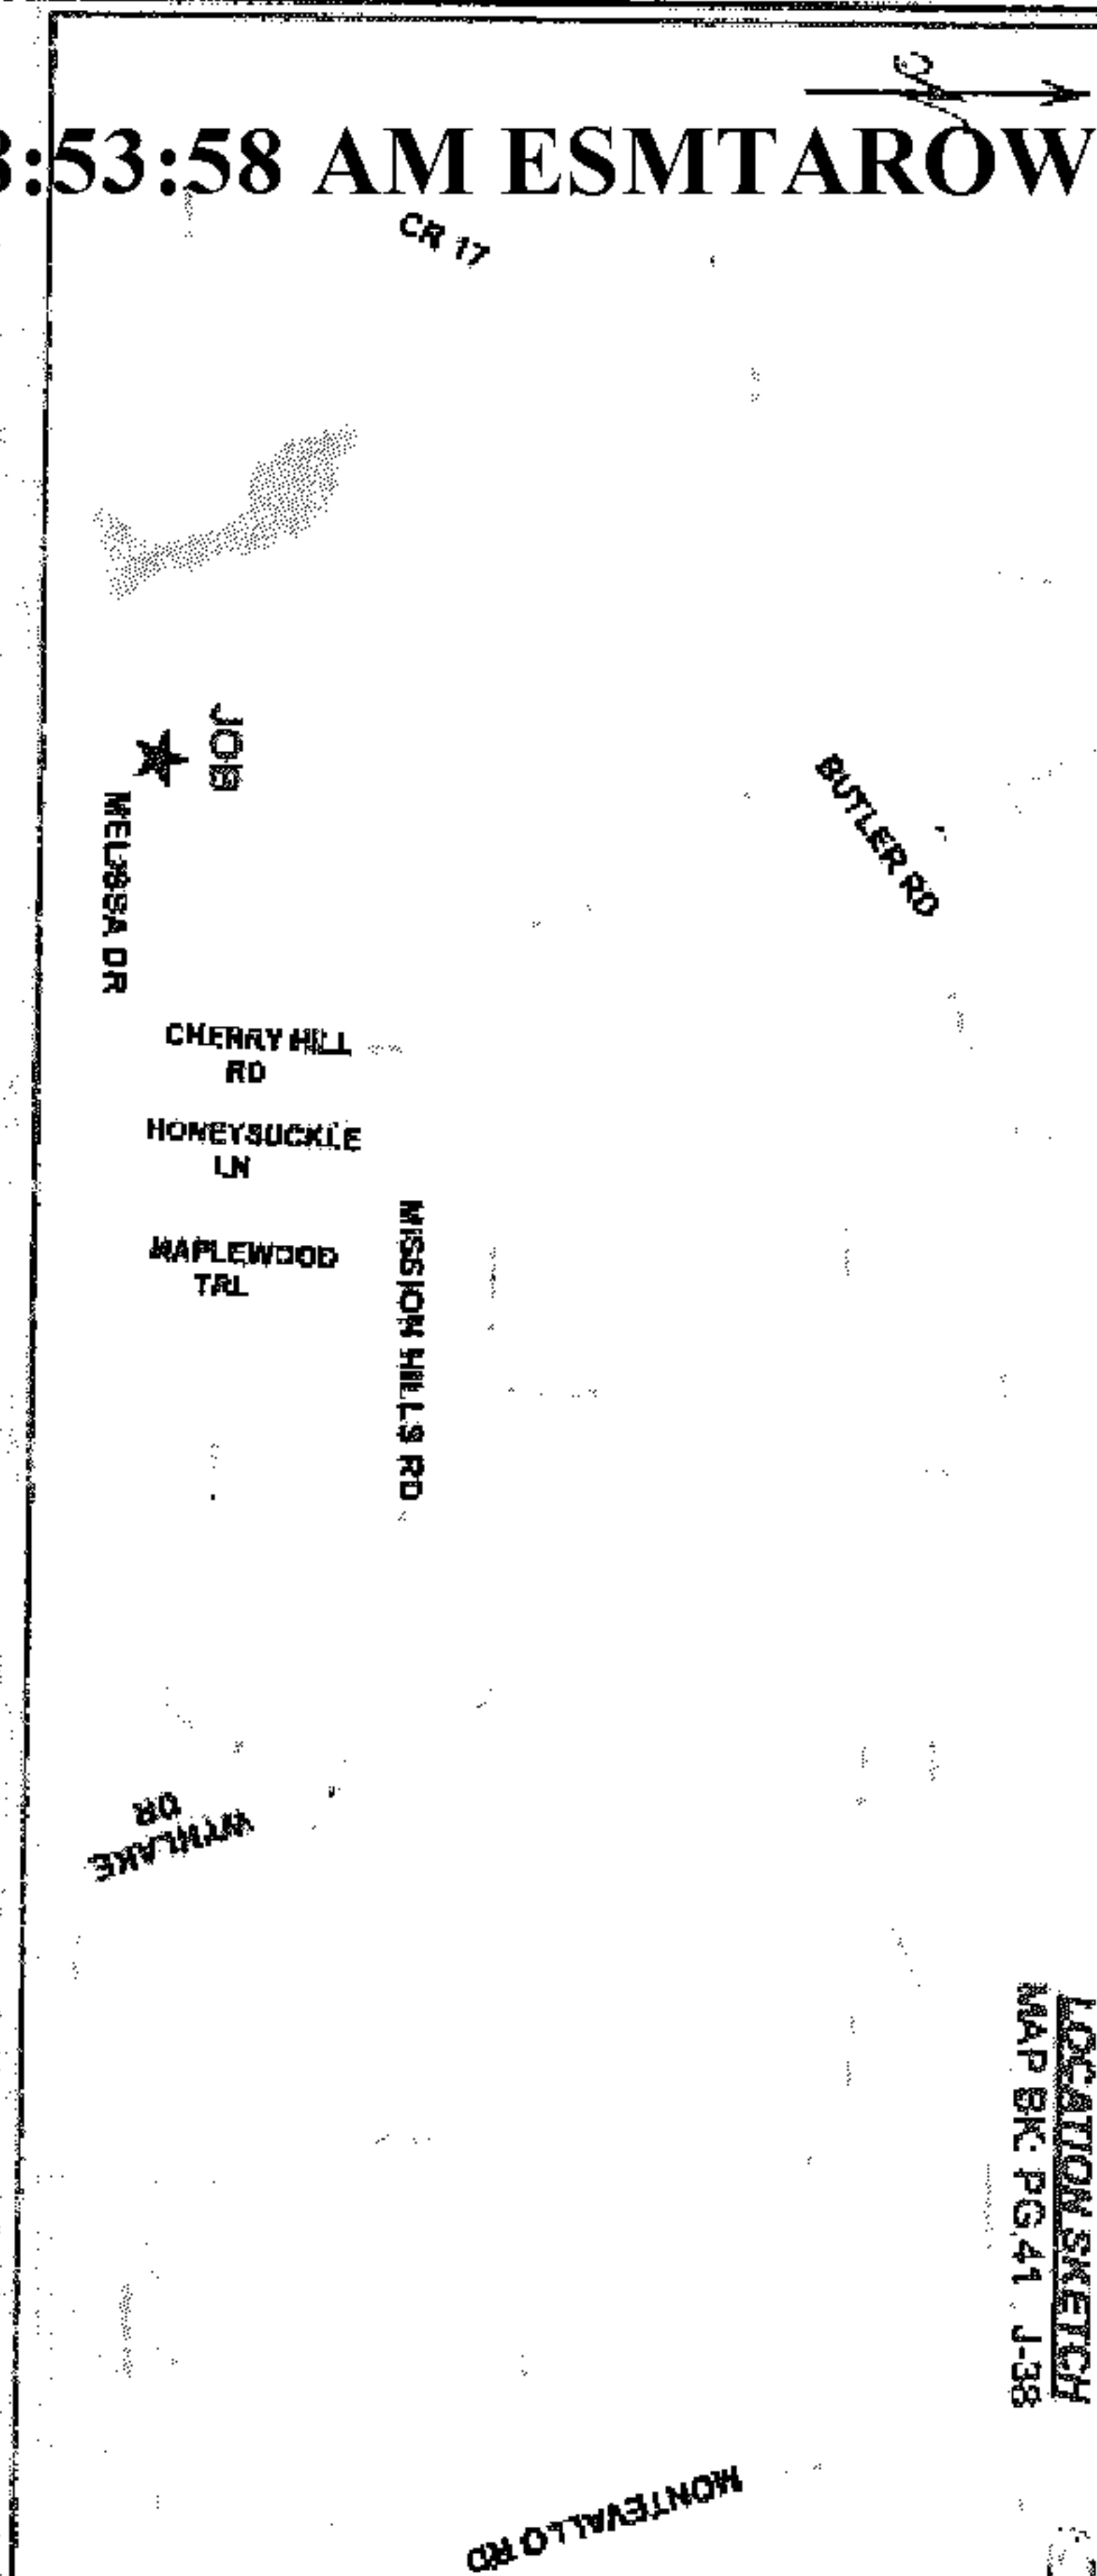 3:53:58 AM ESMTAROW
CR 17
JOB
MELISSA DR
BUTLER RD
CHERRY HILL
RD
HONEYSUCKLE
LN
MAPLEWOOD
TRL
MISSION HILLS RD
WYNLAKE
DR
LOCATION SKETCH
MAP BK: PG 41 J-38
MONTEVALLO RD